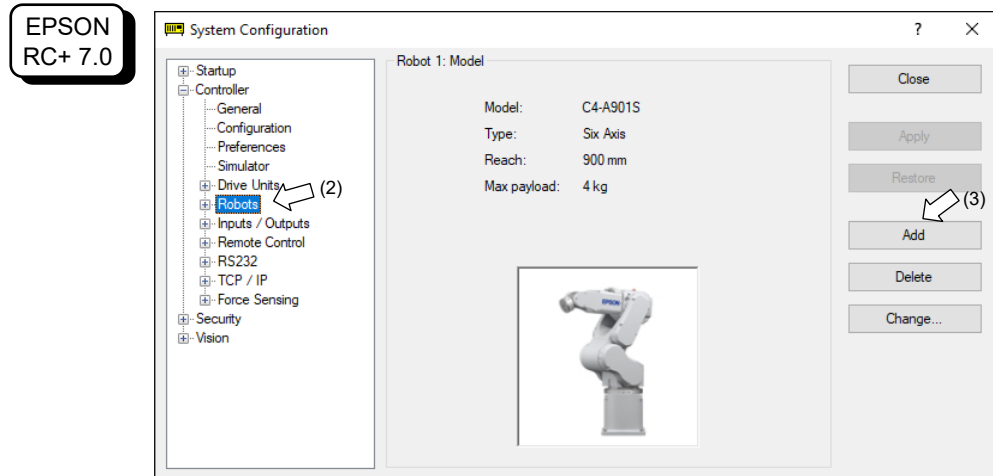 EPSON
RC+ 7.0
System Configuration
?
Startup
Controller
General
Configuration
Preferences
Simulator
Drive Units
(2)
Robots
Inputs / Outputs
Remote Control
RS232
TCP / IP
Force Sensing
Security
Vision
Robot 1: Model
Model: C4-A901S
Type: Six Axis
Reach: 900 mm
Max payload: 4 kg
EPSON
Close
Apply
Restore
(3)
Add
Delete
Change...